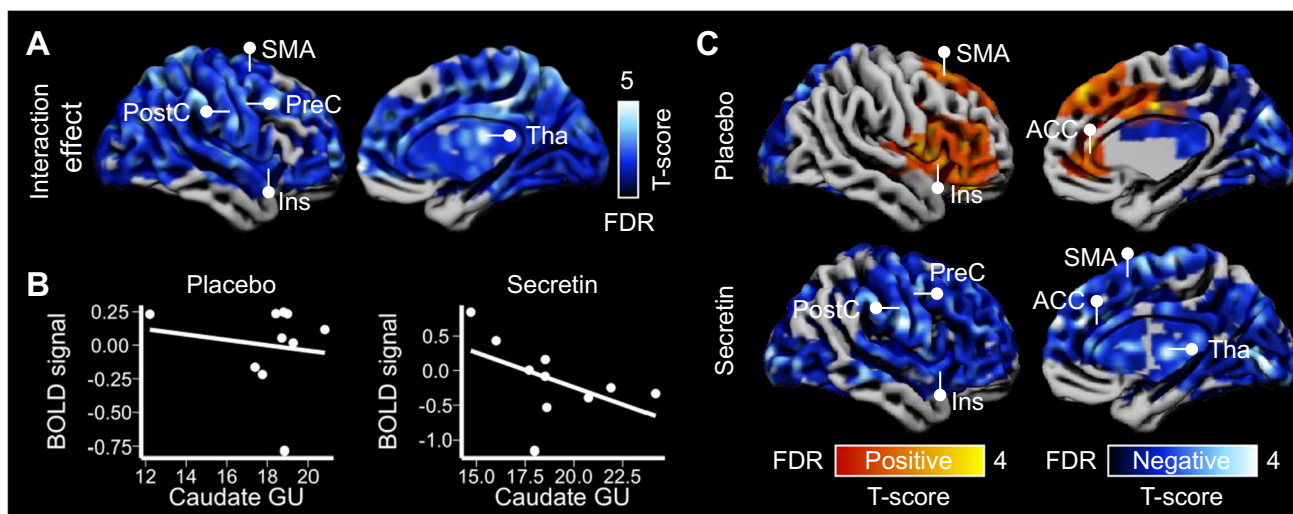 A
Interaction
effect
SMA
PostC
PreC
Ins
Tha
5
T-score
FDR
B
Placebo
BOLD signal
0.25
0.00
-0.25
-0.50
-0.75
12 14 16 18 20
Caudate GU
Secretin
BOLD signal
0.5
0.0
-0.5
-1.0
15.0 17.5 20.0 22.5
Caudate GU
C
Placebo
SMA
Ins
ACC
Secretin
PreC
PostC
Ins
SMA
ACC
Tha
FDR Positive 4
T-score
FDR Negative 4
T-score